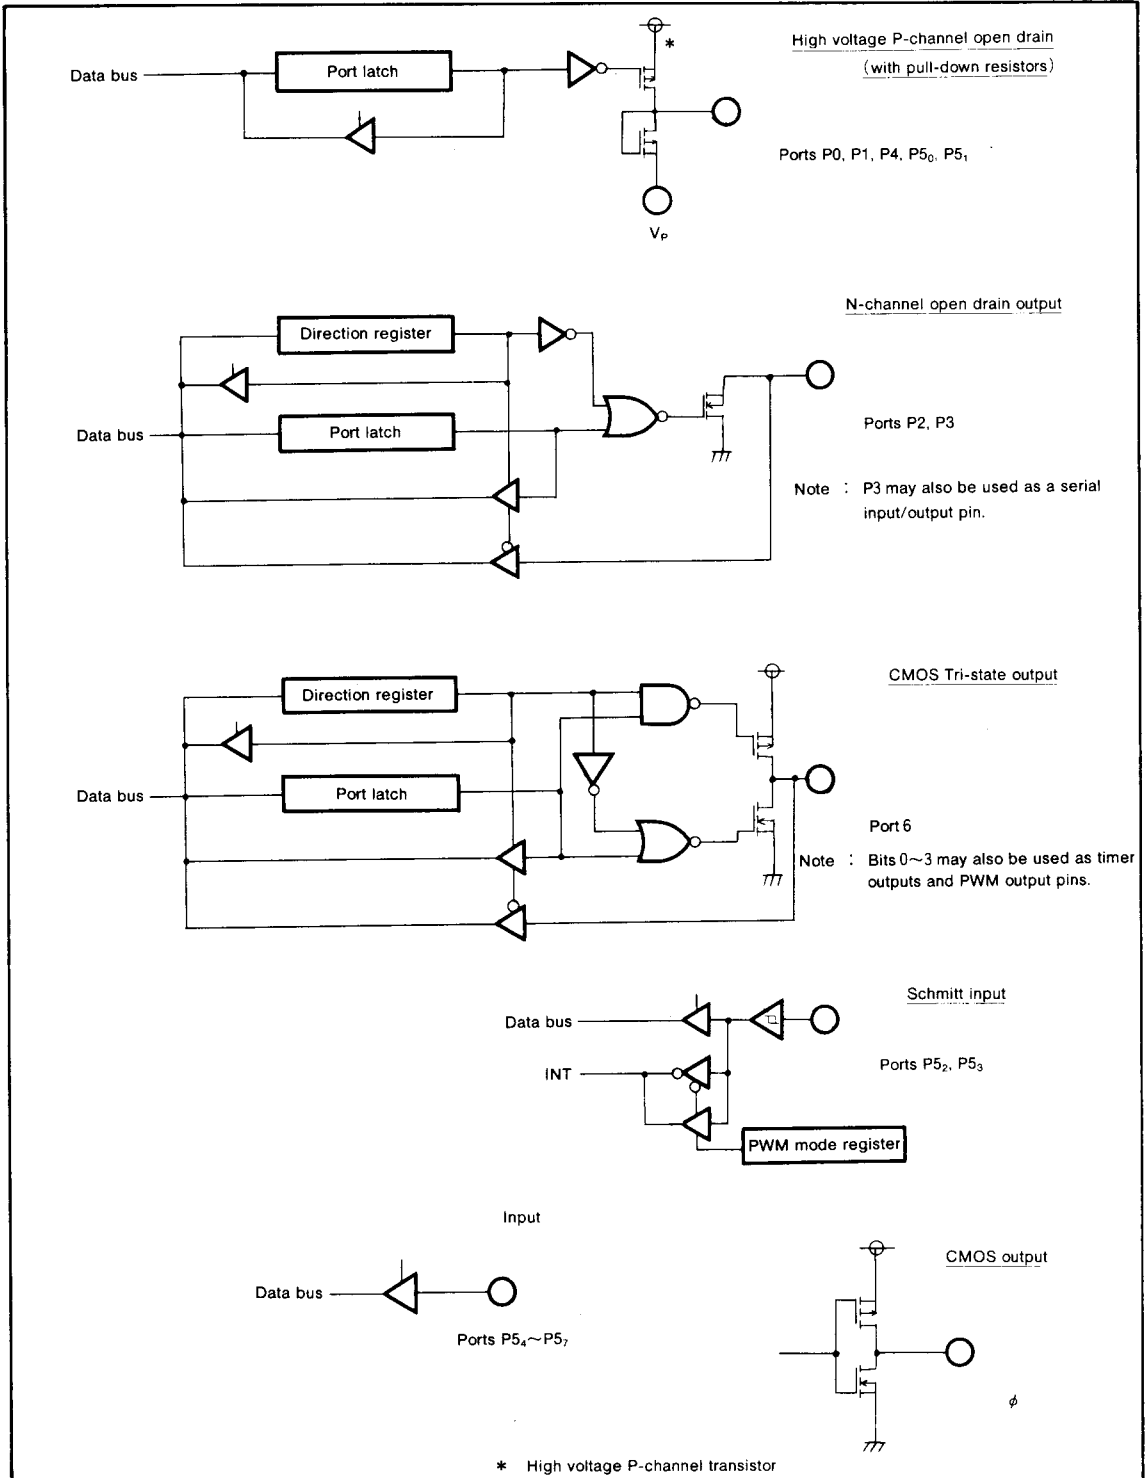 High voltage P-channel open drain
(with pull-down resistors)
*
Data bus
Port latch
Ports P0, P1, P4, P5₀, P5₁
V_P
N-channel open drain output
Direction register
Data bus
Port latch
Ports P2, P3
Note : P3 may also be used as a serial
input/output pin.
CMOS Tri-state output
Direction register
Data bus
Port latch
Port 6
Note : Bits 0~3 may also be used as timer
outputs and PWM output pins.
Schmitt input
Data bus
INT
Ports P5₂, P5₃
PWM mode register
Input
Data bus
Ports P5₄~P5₇
CMOS output
ϕ
* High voltage P-channel transistor